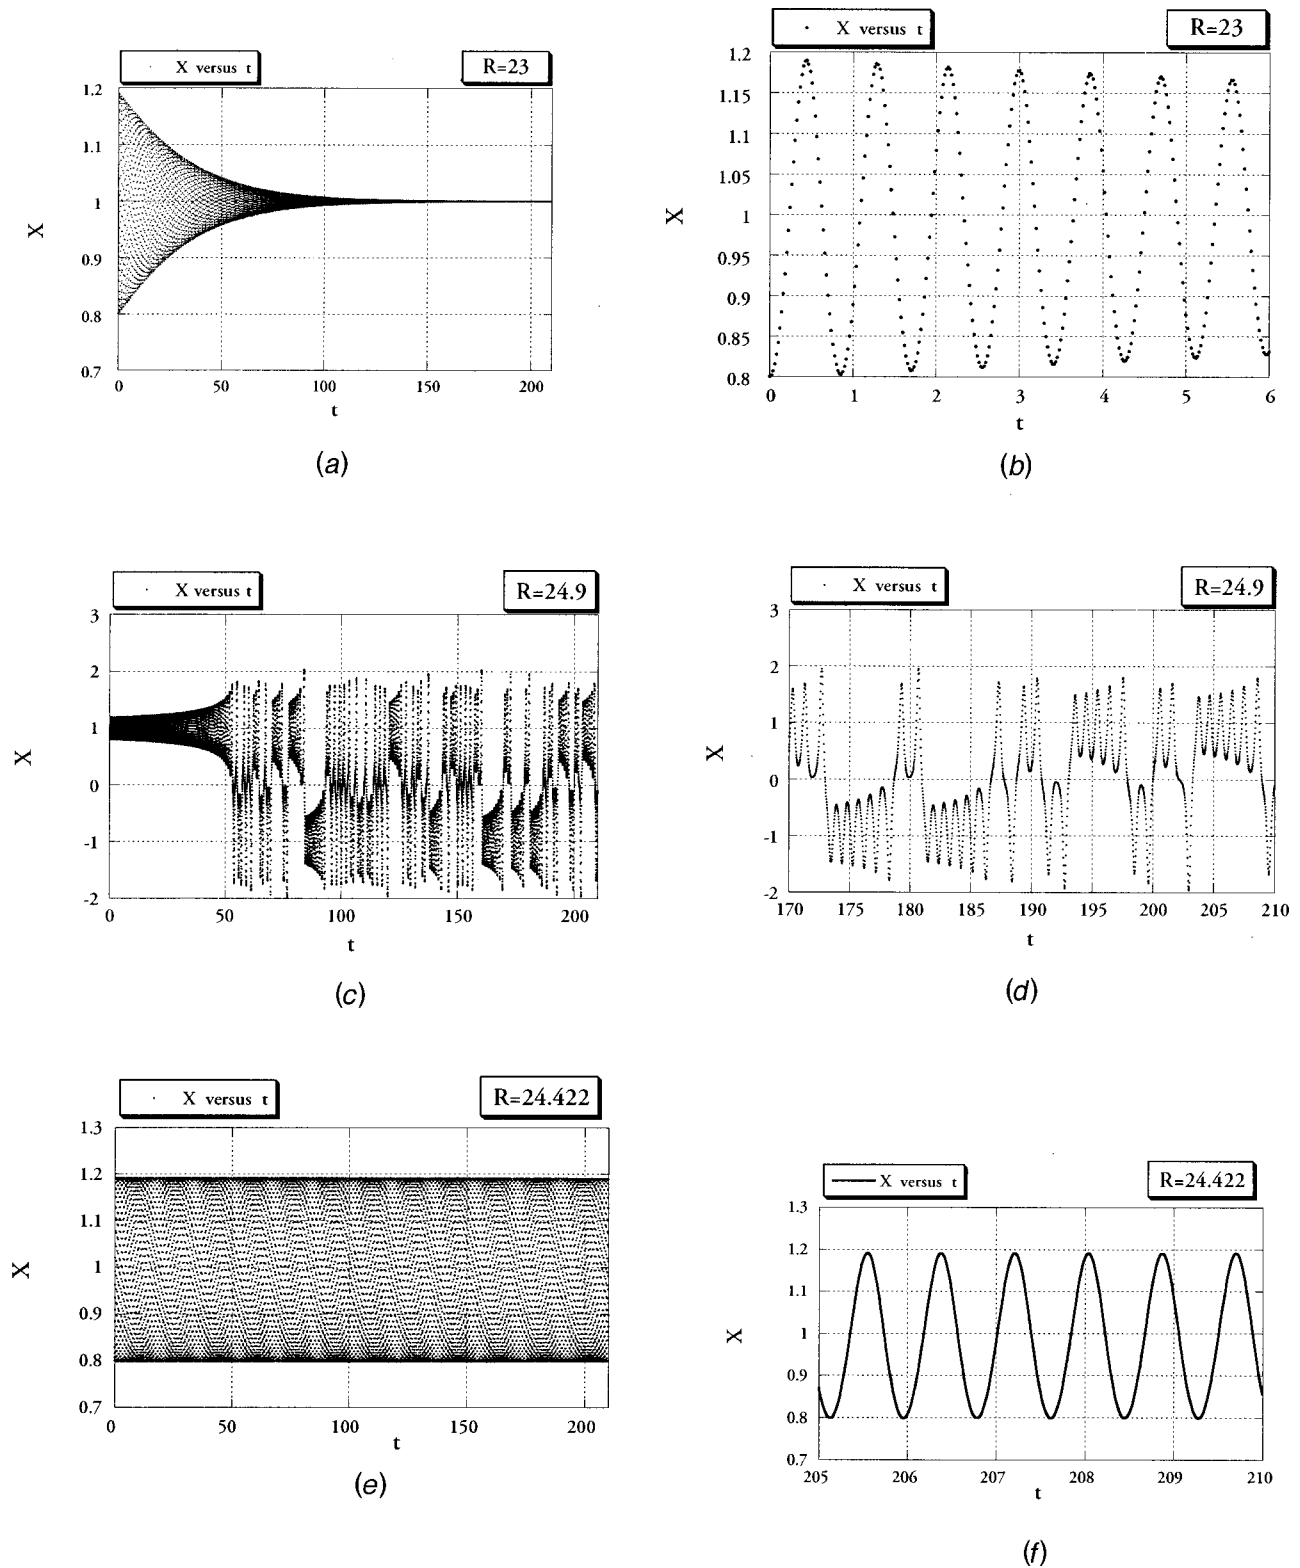 X versus t
R=23
1.2
1.1
1
0.9
0.8
0.7
X
0 50 100 150 200
t
(a)
X versus t
R=23
1.2
1.15
1.1
1.05
1
0.95
0.9
0.85
0.8
X
0 1 2 3 4 5 6
t
(b)
X versus t
R=24.9
3
2
1
0
-1
-2
X
0 50 100 150 200
t
(c)
X versus t
R=24.9
3
2
1
0
-1
-2
X
170 175 180 185 190 195 200 205 210
t
(d)
X versus t
R=24.422
1.3
1.2
1.1
1
0.9
0.8
0.7
X
0 50 100 150 200
t
(e)
X versus t
R=24.422
1.3
1.2
1.1
1
0.9
0.8
0.7
X
205 206 207 208 209 210
t
(f)